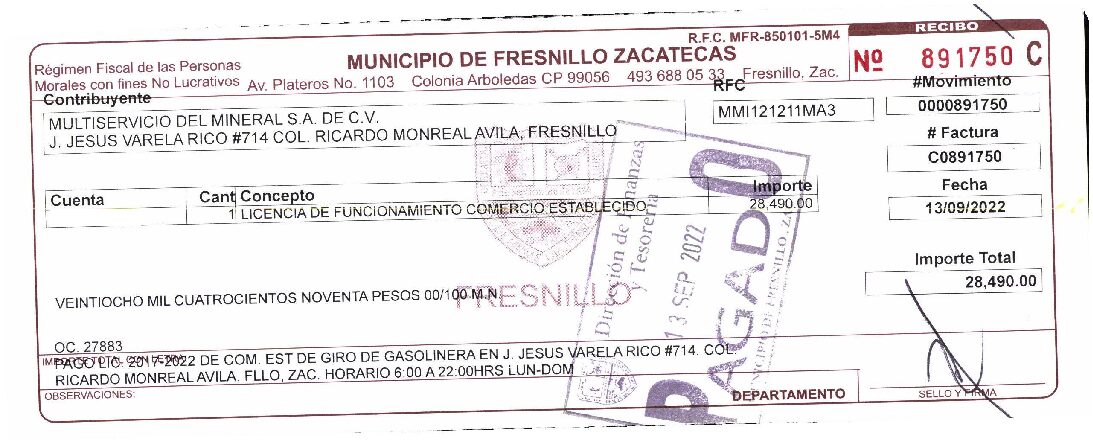 RECIBO
R.F.C. MFR-850101-5M4
MUNICIPIO DE FRESNILLO ZACATECAS
Nº 891750 C
Régimen Fiscal de las Personas
Morales con fines No Lucrativos
Av. Plateros No. 1103 Colonia Arboledas CP 99056 493 688 05 33 Fresnillo, Zac.
Contribuyente
RFC
#Movimiento
MULTISERVICIO DEL MINERAL S.A. DE C.V.
J. JESUS VARELA RICO #714 COL. RICARDO MONREAL AVILA, FRESNILLO
MMI121211MA3
0000891750
# Factura
C0891750
Cuenta Cant Concepto Importe
1 LICENCIA DE FUNCIONAMIENTO COMERCIO ESTABLECIDO 28,490.00
Fecha
13/09/2022
Importe Total
28,490.00
VEINTIOCHO MIL CUATROCIENTOS NOVENTA PESOS 00/100 M.N.
FRESNILLO
Dirección de Finanzas
y Tesorería
13 SEP 2022
PAGADO
OC. 27883
IMPORTE TOTAL CON LETRA
PAGO LIC. 2017-2022 DE COM. EST DE GIRO DE GASOLINERA EN J. JESUS VARELA RICO #714. COL.
RICARDO MONREAL AVILA. FLLO, ZAC. HORARIO 6:00 A 22:00HRS LUN-DOM
OBSERVACIONES:
DEPARTAMENTO
SELLO Y FIRMA